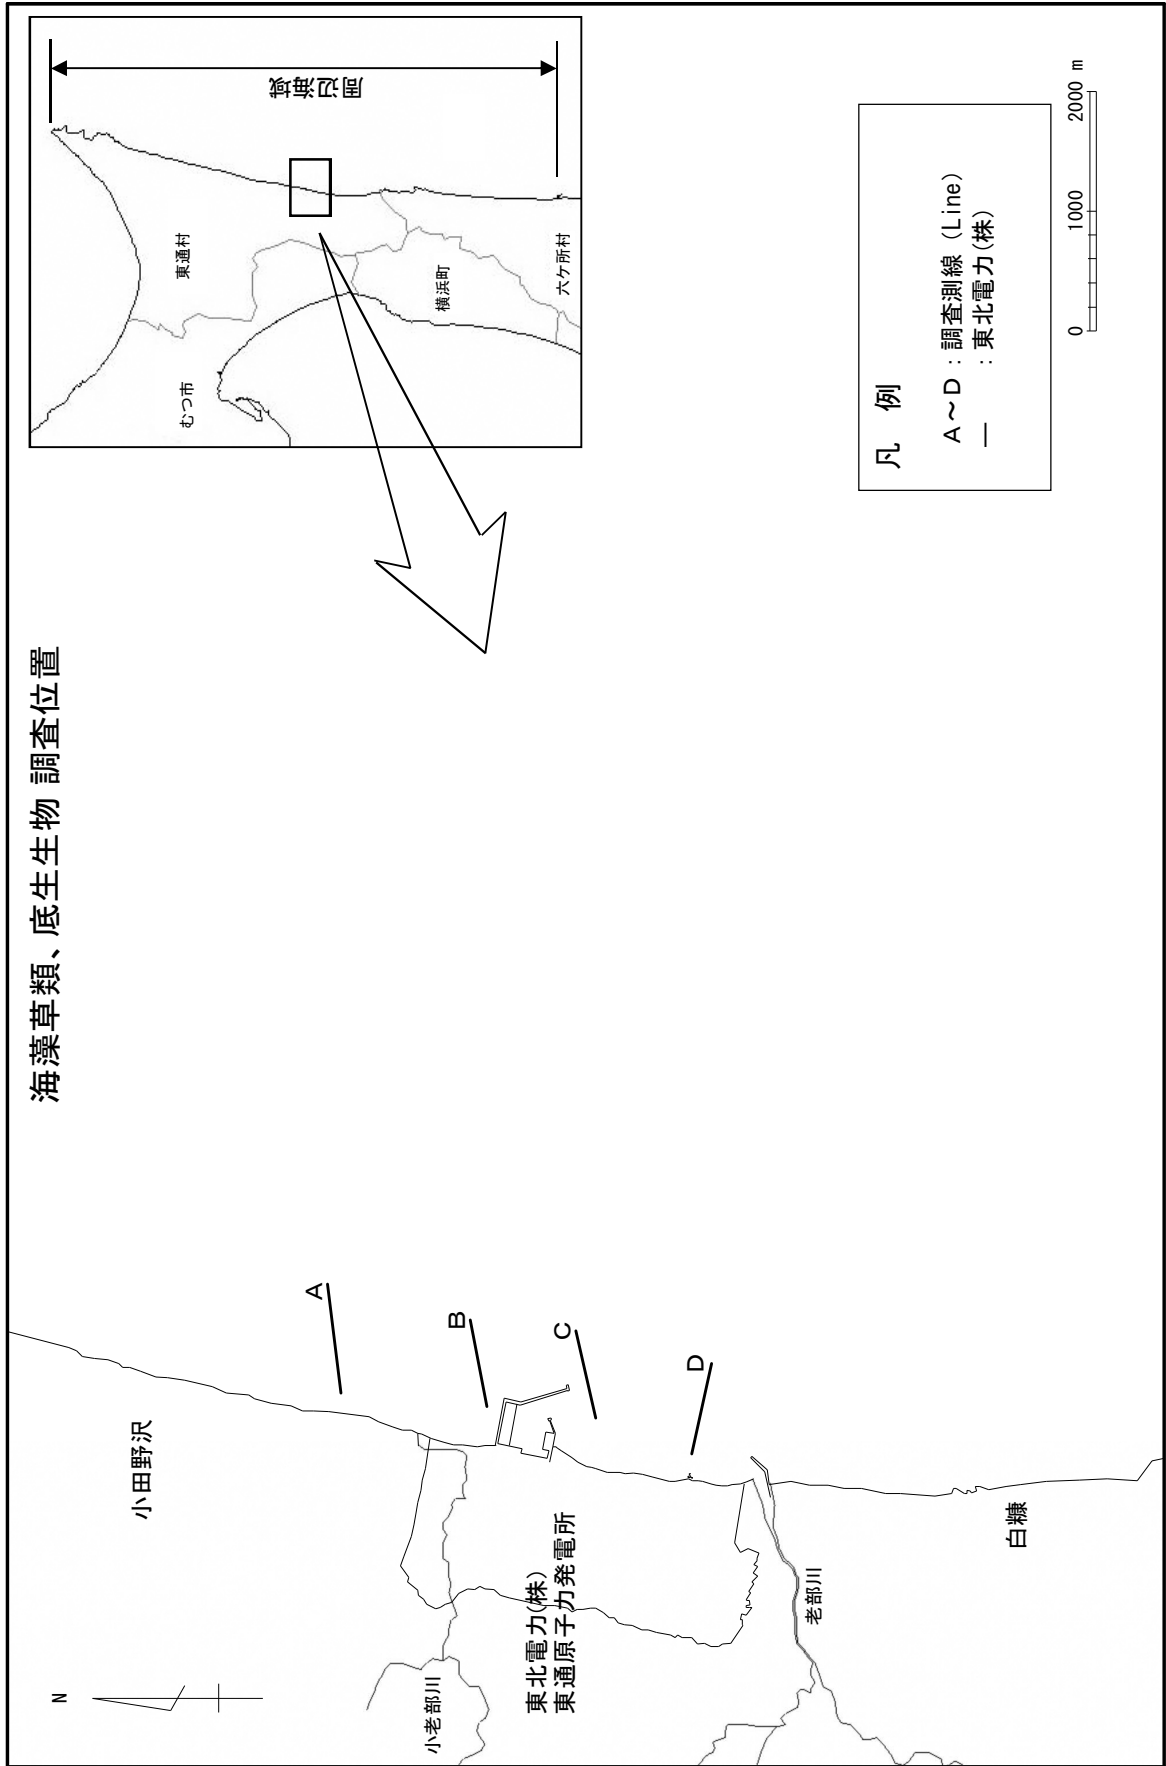 海藻草類、底生生物 調査位置
N
小田野沢
小老部川
東北電力(株)
東通原子力発電所
老部川
白糠
A
B
C
D
むつ市
東通村
横浜町
六ケ所村
周辺海域
凡 例
A～D：調査測線 (Line)
―　：東北電力(株)
0 1000 2000 m